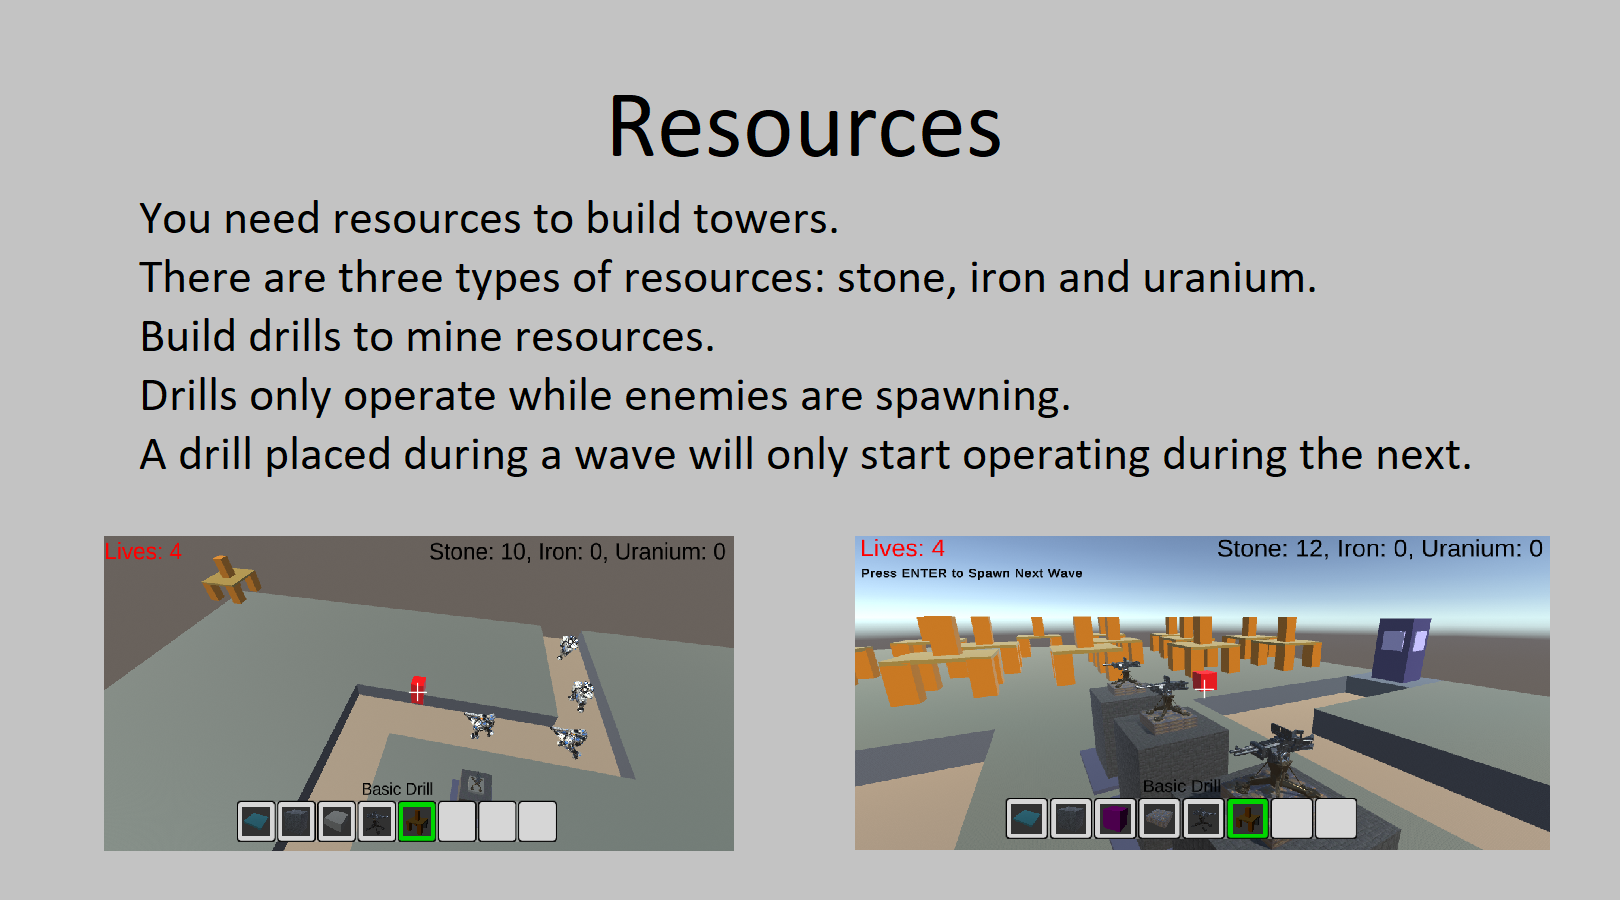 Resources
You need resources to build towers.
There are three types of resources: stone, iron and uranium.
Build drills to mine resources.
Drills only operate while enemies are spawning.
A drill placed during a wave will only start operating during the next.
Lives: 4
Stone: 10, Iron: 0, Uranium: 0
Basic Drill
Lives: 4
Stone: 12, Iron: 0, Uranium: 0
Press ENTER to Spawn Next Wave
Basic Drill